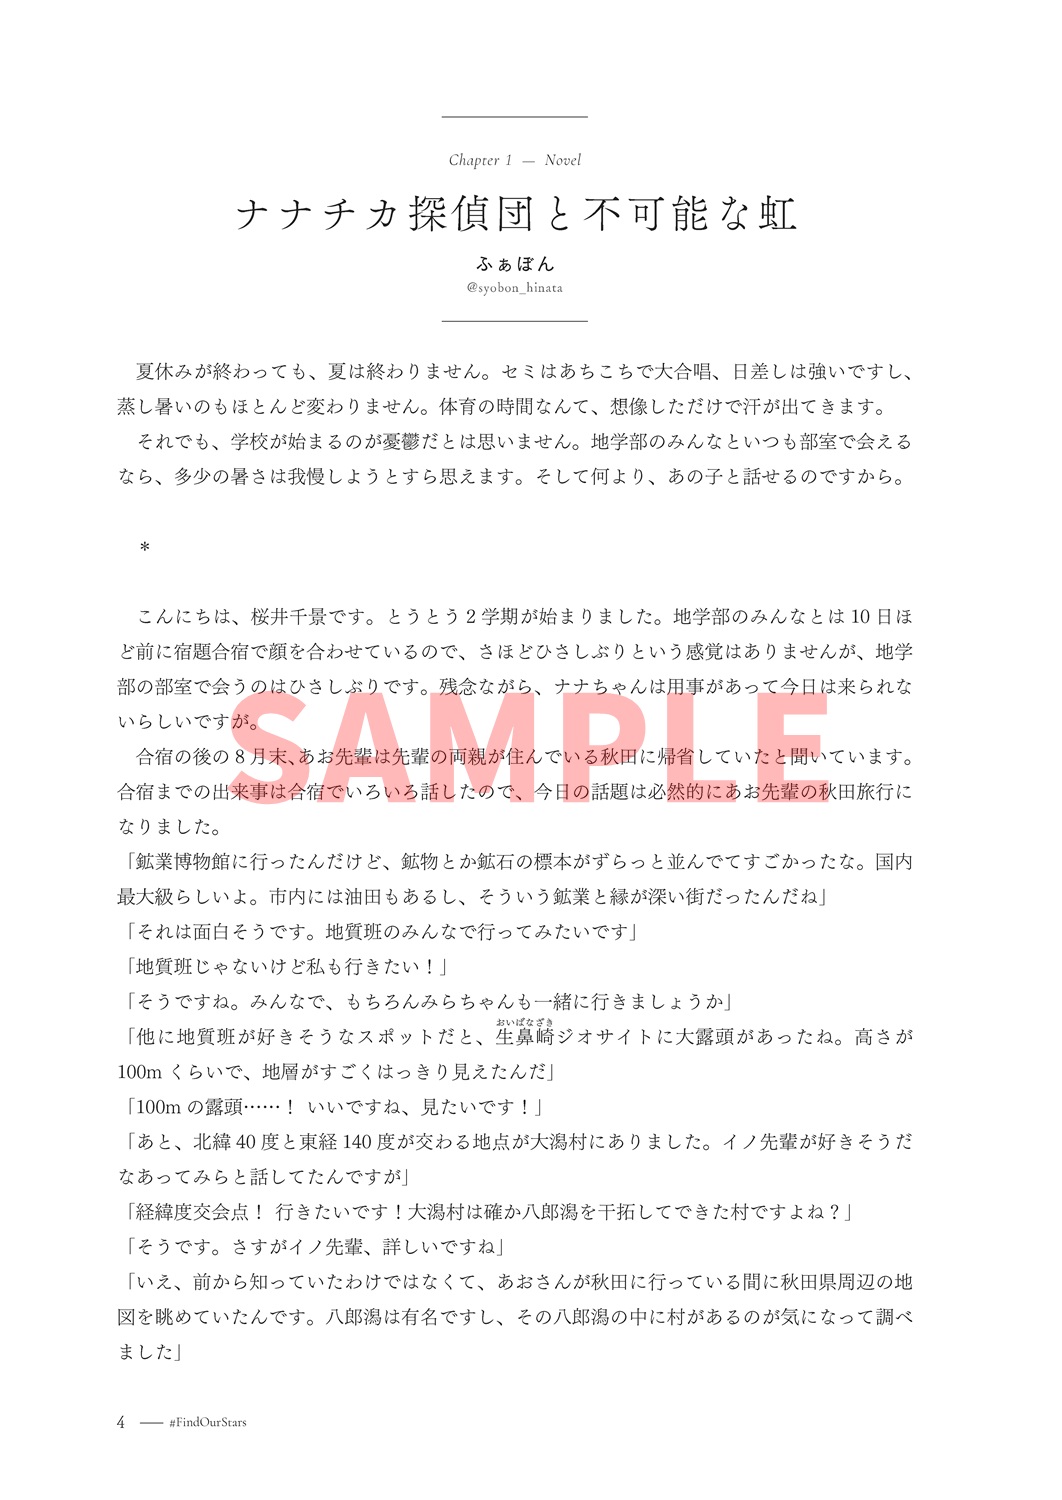 Chapter 1 — Novel
ナナチカ探偵団と不可能な虹
ふぁぼん
@syobon_hinata
夏休みが終わっても、夏は終わりません。セミはあちこちで大合唱、日差しは強いですし、
蒸し暑いのもほとんど変わりません。体育の時間なんて、想像しただけで汗が出てきます。
それでも、学校が始まるのが憂鬱だとは思いません。地学部のみんなといつも部室で会える
なら、多少の暑さは我慢しようとすら思えます。そして何より、あの子と話せるのですから。
*
こんにちは、桜井千景です。とうとう2学期が始まりました。地学部のみんなとは10日ほ
ど前に宿題合宿で顔を合わせているので、さほどひさしぶりという感覚はありませんが、地学
部の部室で会うのはひさしぶりです。残念ながら、ナナちゃんは用事があって今日は来られな
いらしいですが。
合宿の後の8月末、あお先輩は先輩の両親が住んでいる秋田に帰省していたと聞いています。
合宿までの出来事は合宿でいろいろ話したので、今日の話題は必然的にあお先輩の秋田旅行に
なりました。
SAMPLE
「鉱業博物館に行ったんだけど、鉱物とか鉱石の標本がずらっと並んでてすごかったな。国内
最大級らしいよ。市内には油田もあるし、そういう鉱業と縁が深い街だったんだね」
「それは面白そうです。地質班のみんなで行ってみたいです」
「地質班じゃないけど私も行きたい！」
「そうですね。みんなで、もちろんみらちゃんも一緒に行きましょうか」
おいばなざき
「他に地質班が好きそうなスポットだと、生鼻崎ジオサイトに大露頭があったね。高さが
100mくらいで、地層がすごくはっきり見えたんだ」
「100mの露頭……！ いいですね、見たいです！」
「あと、北緯40度と東経140度が交わる地点が大潟村にありました。イノ先輩が好きそうだ
なあってみらと話してたんですが」
「経緯度交会点！ 行きたいです！大潟村は確か八郎潟を干拓してできた村ですよね？」
「そうです。さすがイノ先輩、詳しいですね」
「いえ、前から知っていたわけではなくて、あおさんが秋田に行っている間に秋田県周辺の地
図を眺めていたんです。八郎潟は有名ですし、その八郎潟の中に村があるのが気になって調べ
ました」
4 — #FindOurStars